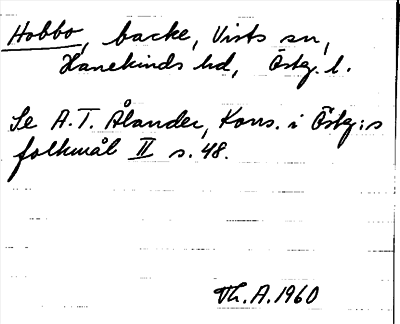 Hobbo, backe, Vists sn,
Hanekinds hd, Östg. l.
Se A.T. Ålander, Kons. i Östg:s
folkmål II s. 48.
Th. A. 1960